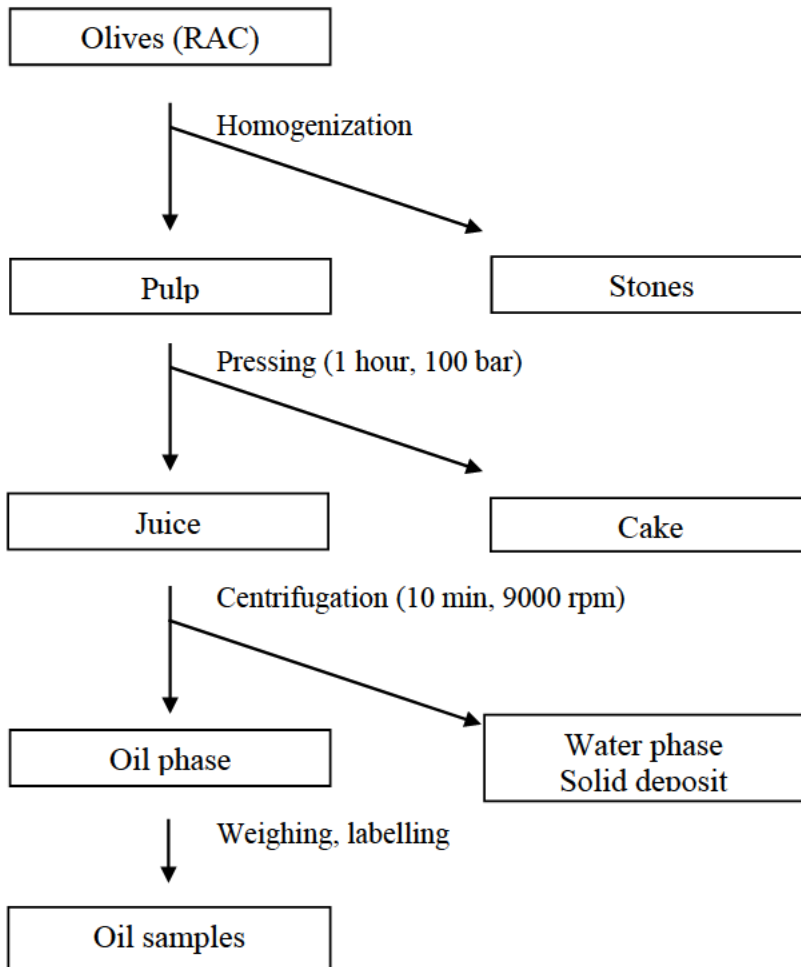 Olives (RAC)
Homogenization
Pulp
Stones
Pressing (1 hour, 100 bar)
Juice
Cake
Centrifugation (10 min, 9000 rpm)
Oil phase
Water phase
Solid deposit
Weighing, labelling
Oil samples